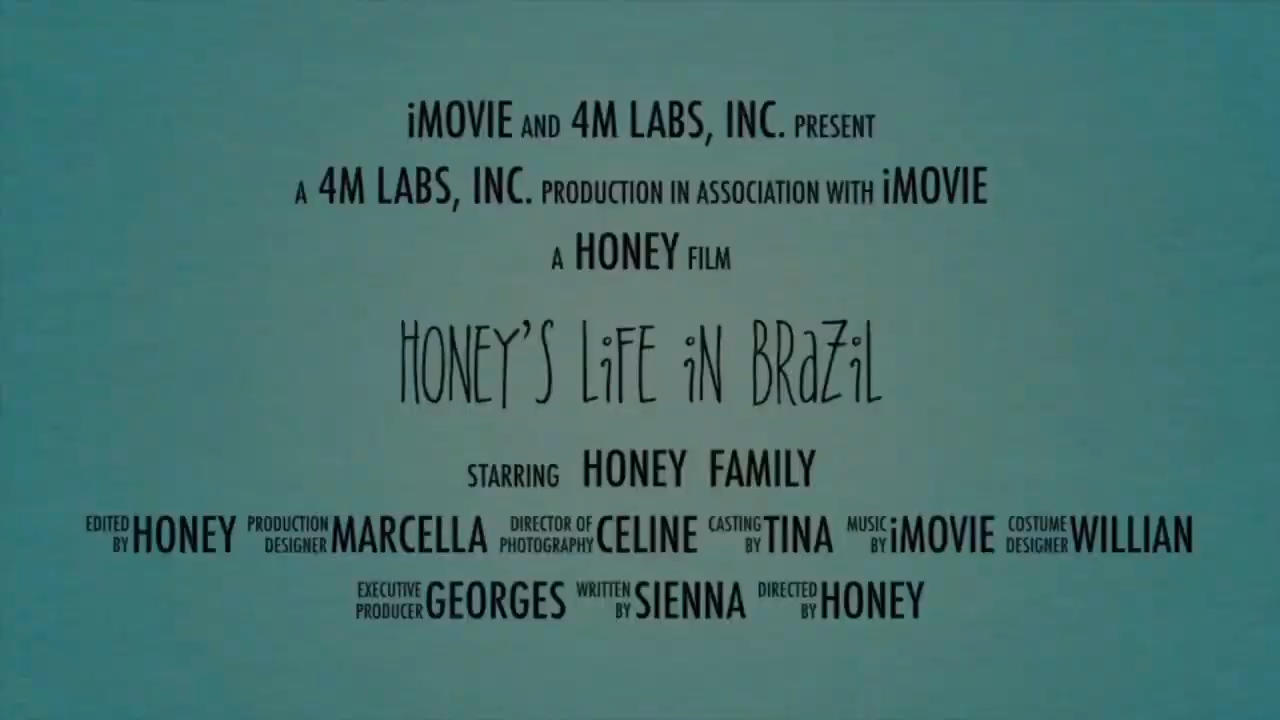 iMOVIE AND 4M LABS, INC. PRESENT
A 4M LABS, INC. PRODUCTION IN ASSOCIATION WITH iMOVIE
A HONEY FILM
HONEY'S LiFE iN BRaZiL
STARRING HONEY FAMILY
EDITED BY HONEY PRODUCTION DESIGNER MARCELLA DIRECTOR OF PHOTOGRAPHY CELINE CASTING BY TINA MUSIC BY iMOVIE COSTUME DESIGNER WILLIAN
EXECUTIVE PRODUCER GEORGES WRITTEN BY SIENNA DIRECTED BY HONEY